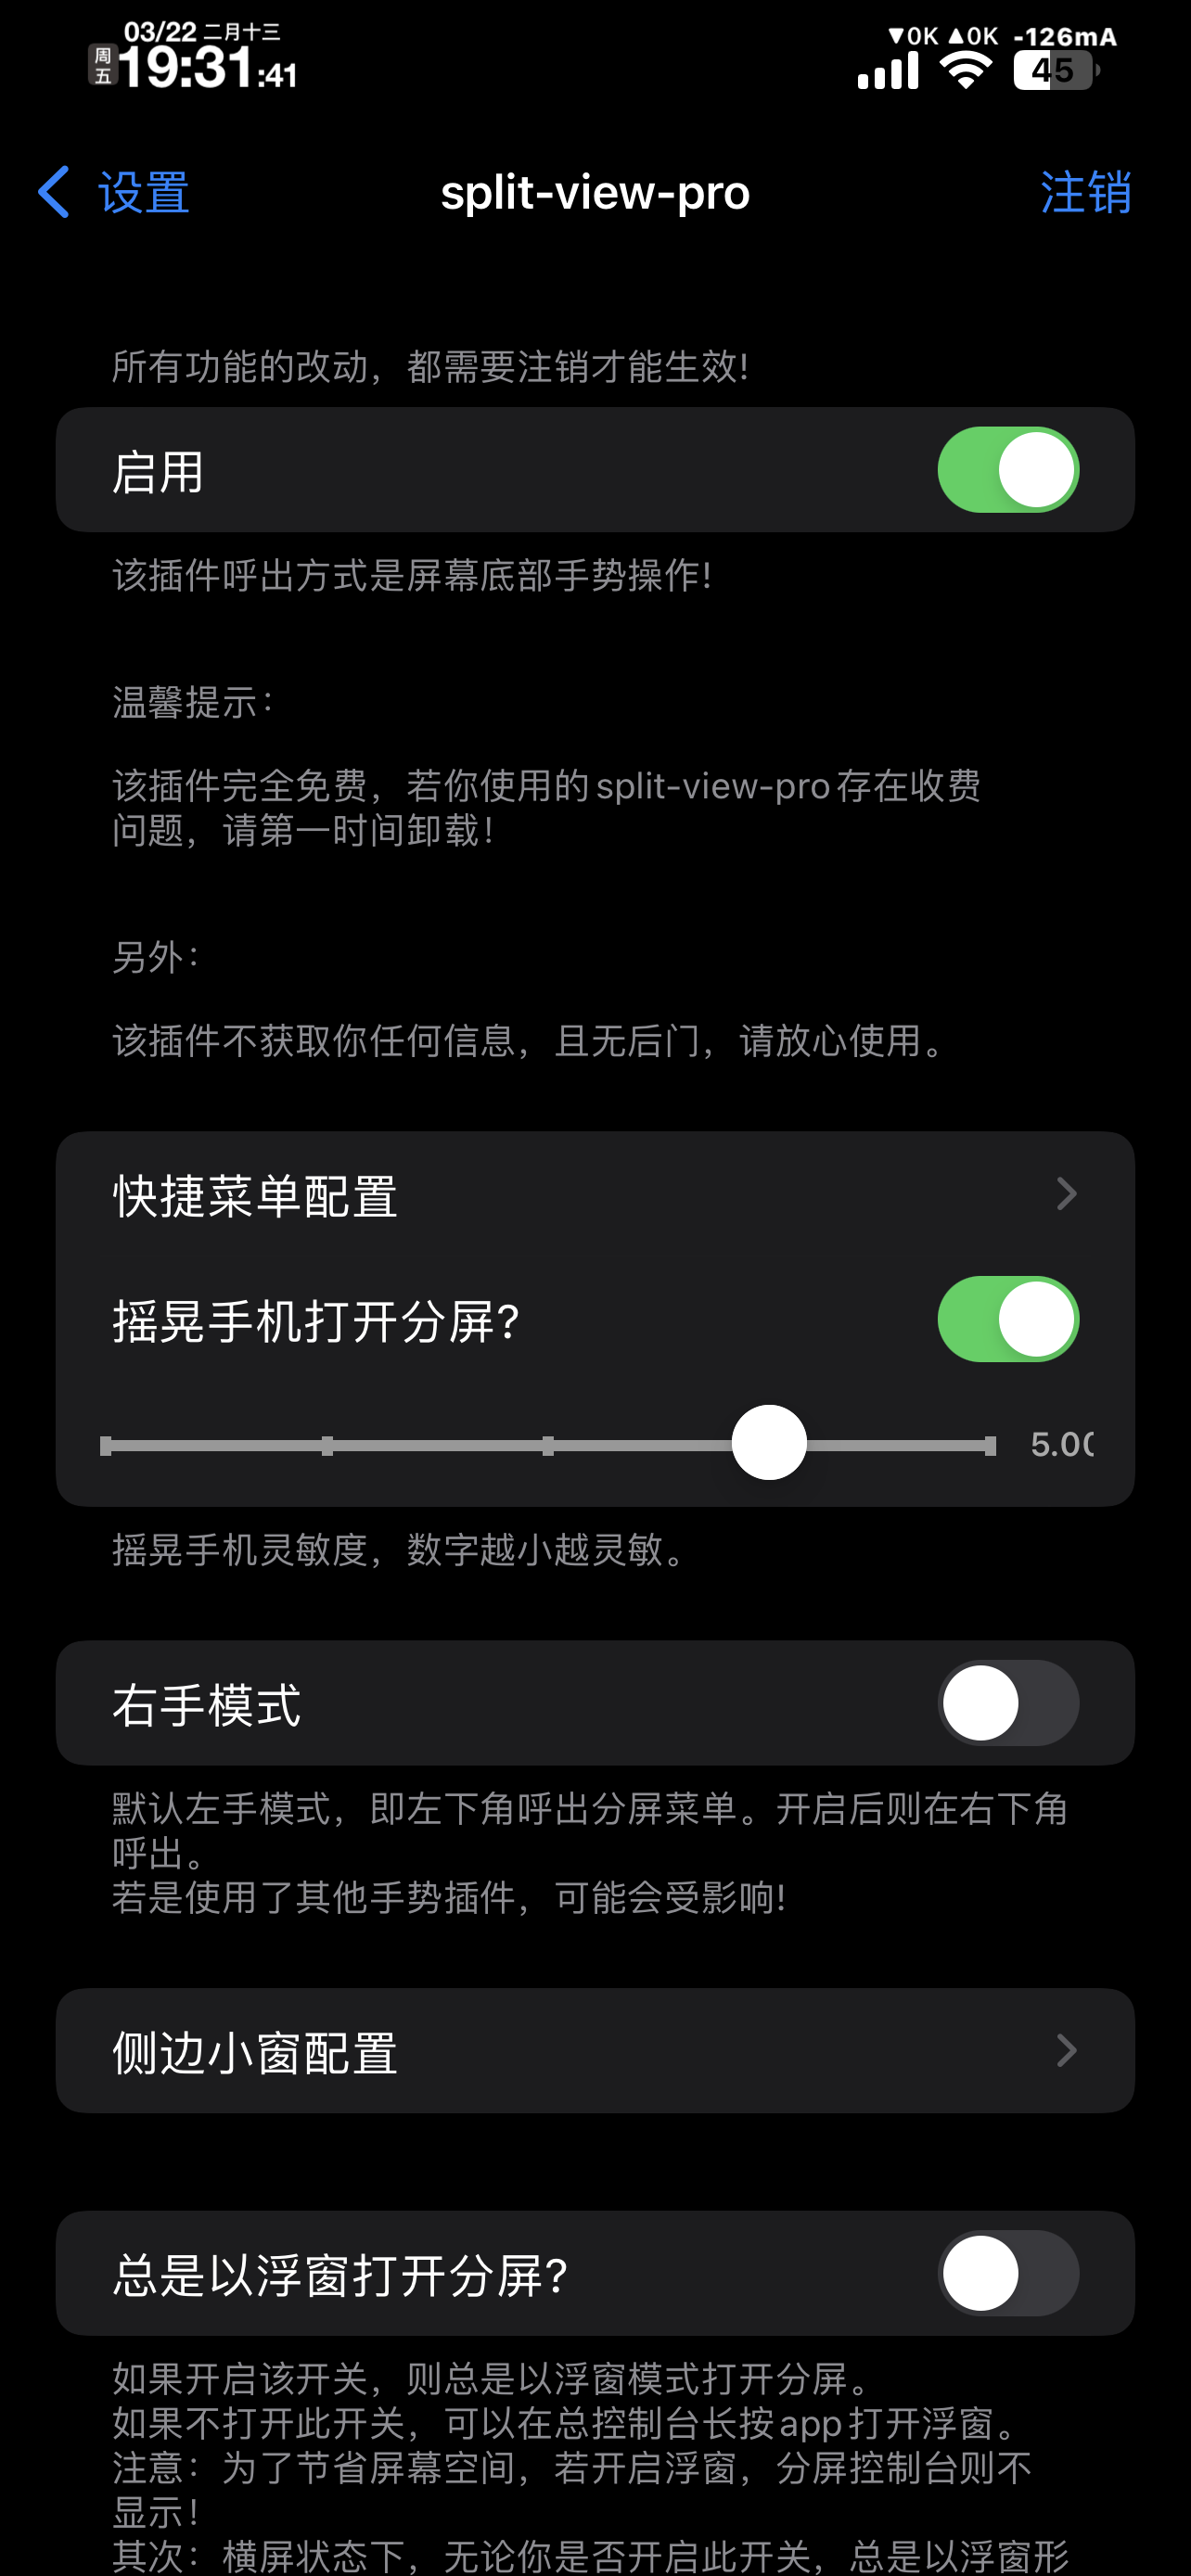 03/22 二月十三
周五
19:31:41
▼0K ▲0K -126mA
45
设置
split-view-pro
注销
所有功能的改动，都需要注销才能生效!
启用
该插件呼出方式是屏幕底部手势操作!
温馨提示：
该插件完全免费，若你使用的split-view-pro存在收费
问题，请第一时间卸载！
另外：
该插件不获取你任何信息，且无后门，请放心使用。
快捷菜单配置
摇晃手机打开分屏?
5.00
摇晃手机灵敏度，数字越小越灵敏。
右手模式
默认左手模式，即左下角呼出分屏菜单。开启后则在右下角
呼出。
若是使用了其他手势插件，可能会受影响!
侧边小窗配置
总是以浮窗打开分屏?
如果开启该开关，则总是以浮窗模式打开分屏。
如果不打开此开关，可以在总控制台长按app打开浮窗。
注意：为了节省屏幕空间，若开启浮窗，分屏控制台则不
显示！
其次：横屏状态下，无论你是否开启此开关，总是以浮窗形